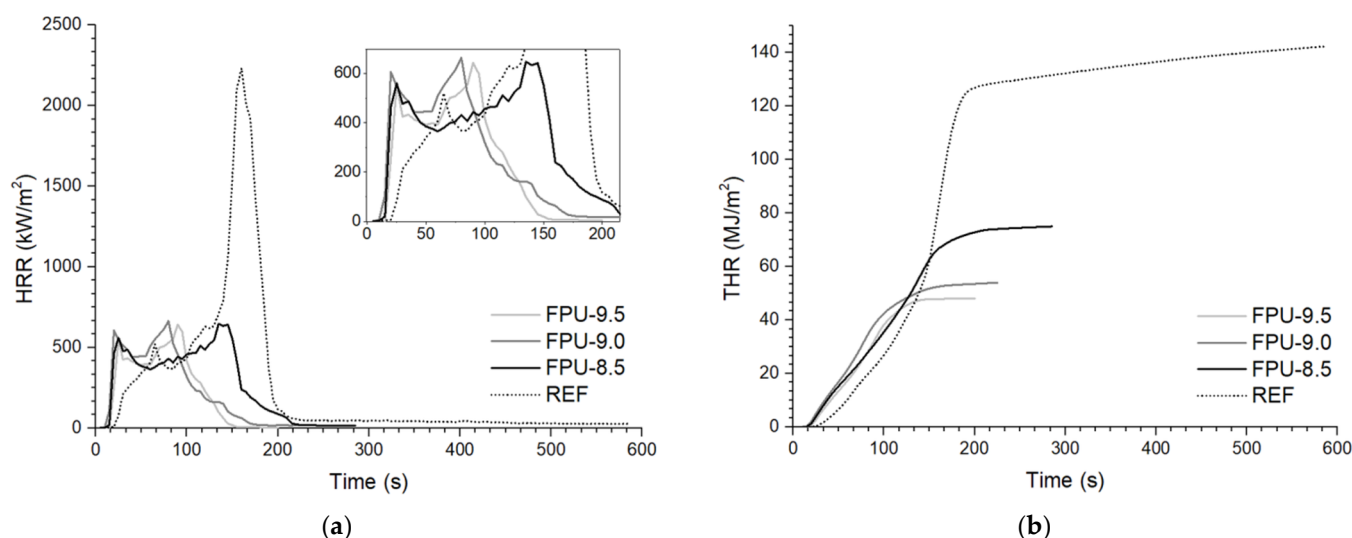 HRR (kW/m²)
2500
2000
1500
1000
500
0
0 100 200 300 400 500 600
Time (s)
600
400
200
0
0 50 100 150 200
FPU-9.5
FPU-9.0
FPU-8.5
REF
(a)
THR (MJ/m²)
140
120
100
80
60
40
20
0
0 100 200 300 400 500 600
Time (s)
FPU-9.5
FPU-9.0
FPU-8.5
REF
(b)